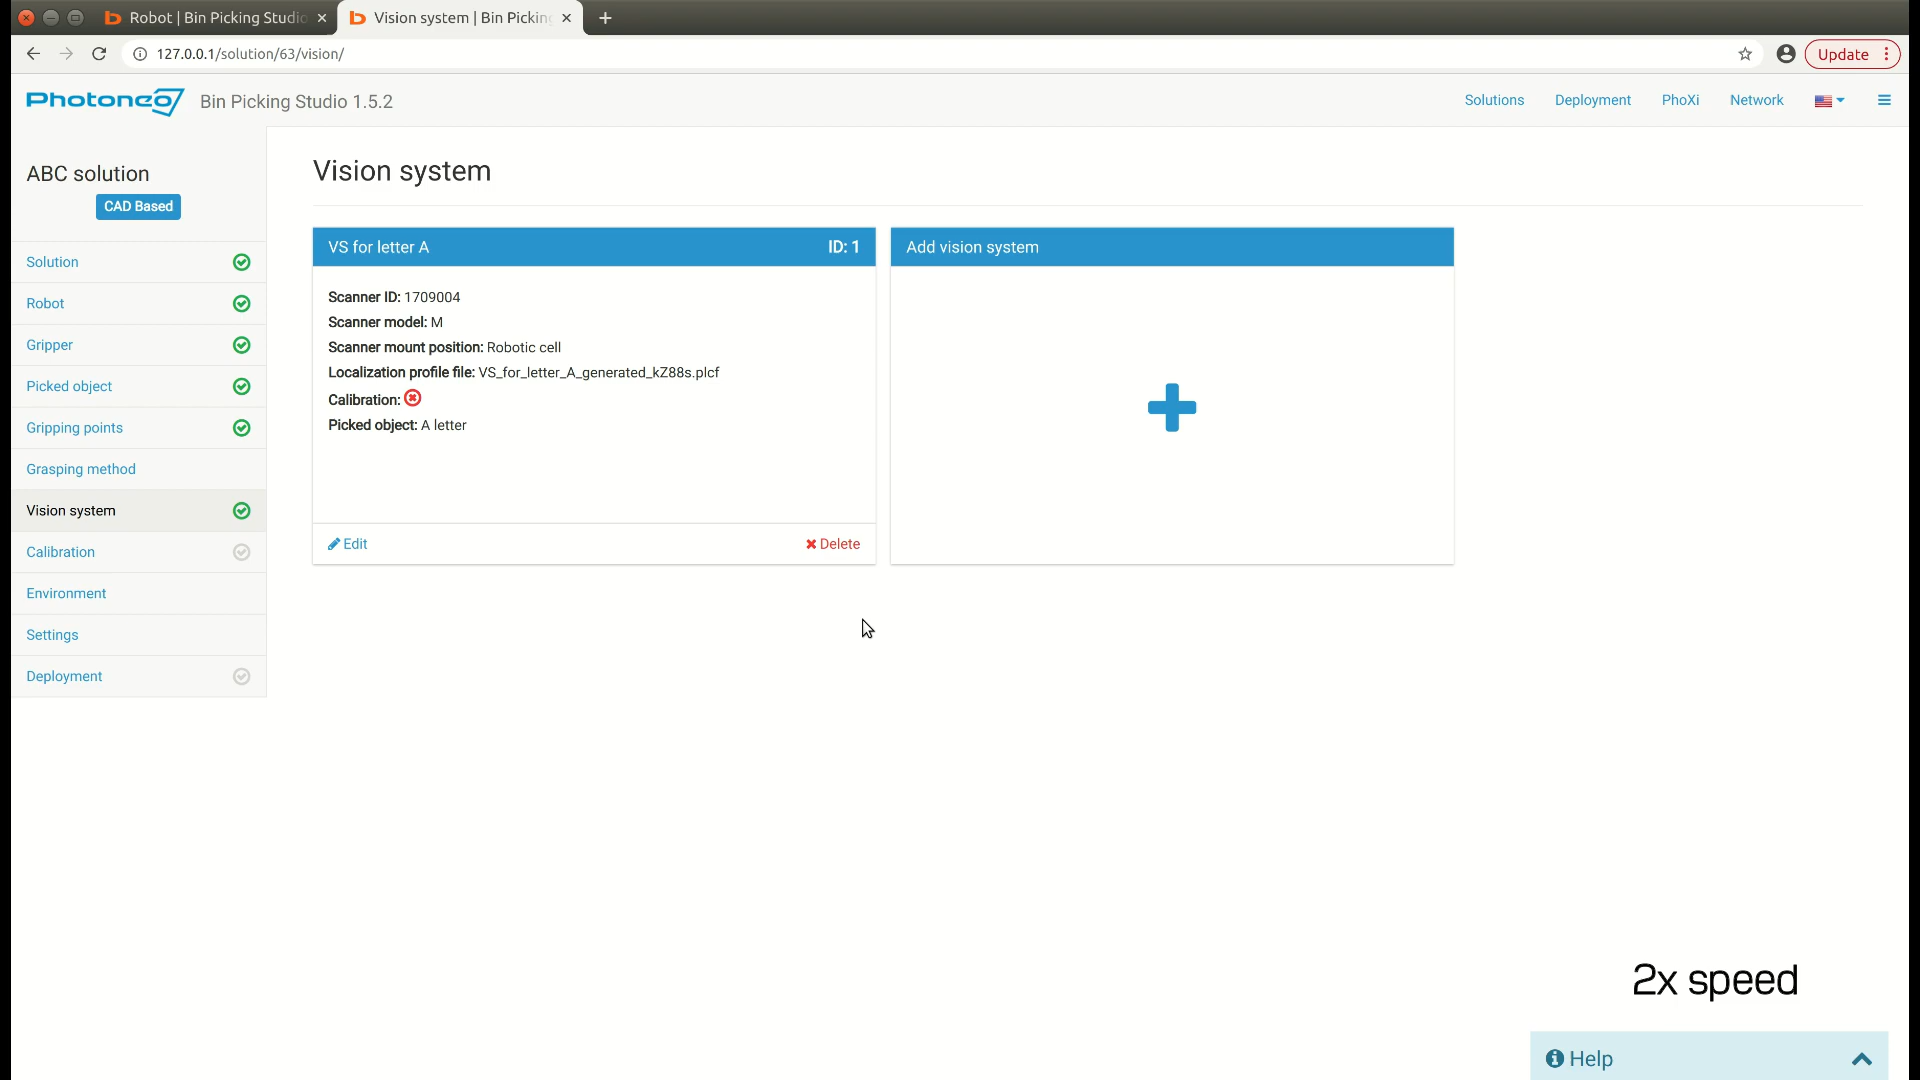 Robot | Bin Picking Studio
Vision system | Bin Picking
127.0.0.1/solution/63/vision/
Update
Photoneo
Bin Picking Studio 1.5.2
Solutions
Deployment
PhoXi
Network
ABC solution
CAD Based
Solution
Robot
Gripper
Picked object
Gripping points
Grasping method
Vision system
Calibration
Environment
Settings
Deployment
Vision system
VS for letter A
ID: 1
Scanner ID: 1709004
Scanner model: M
Scanner mount position: Robotic cell
Localization profile file: VS_for_letter_A_generated_kZ88s.plcf
Calibration:
Picked object: A letter
Edit
Delete
Add vision system
2x speed
Help